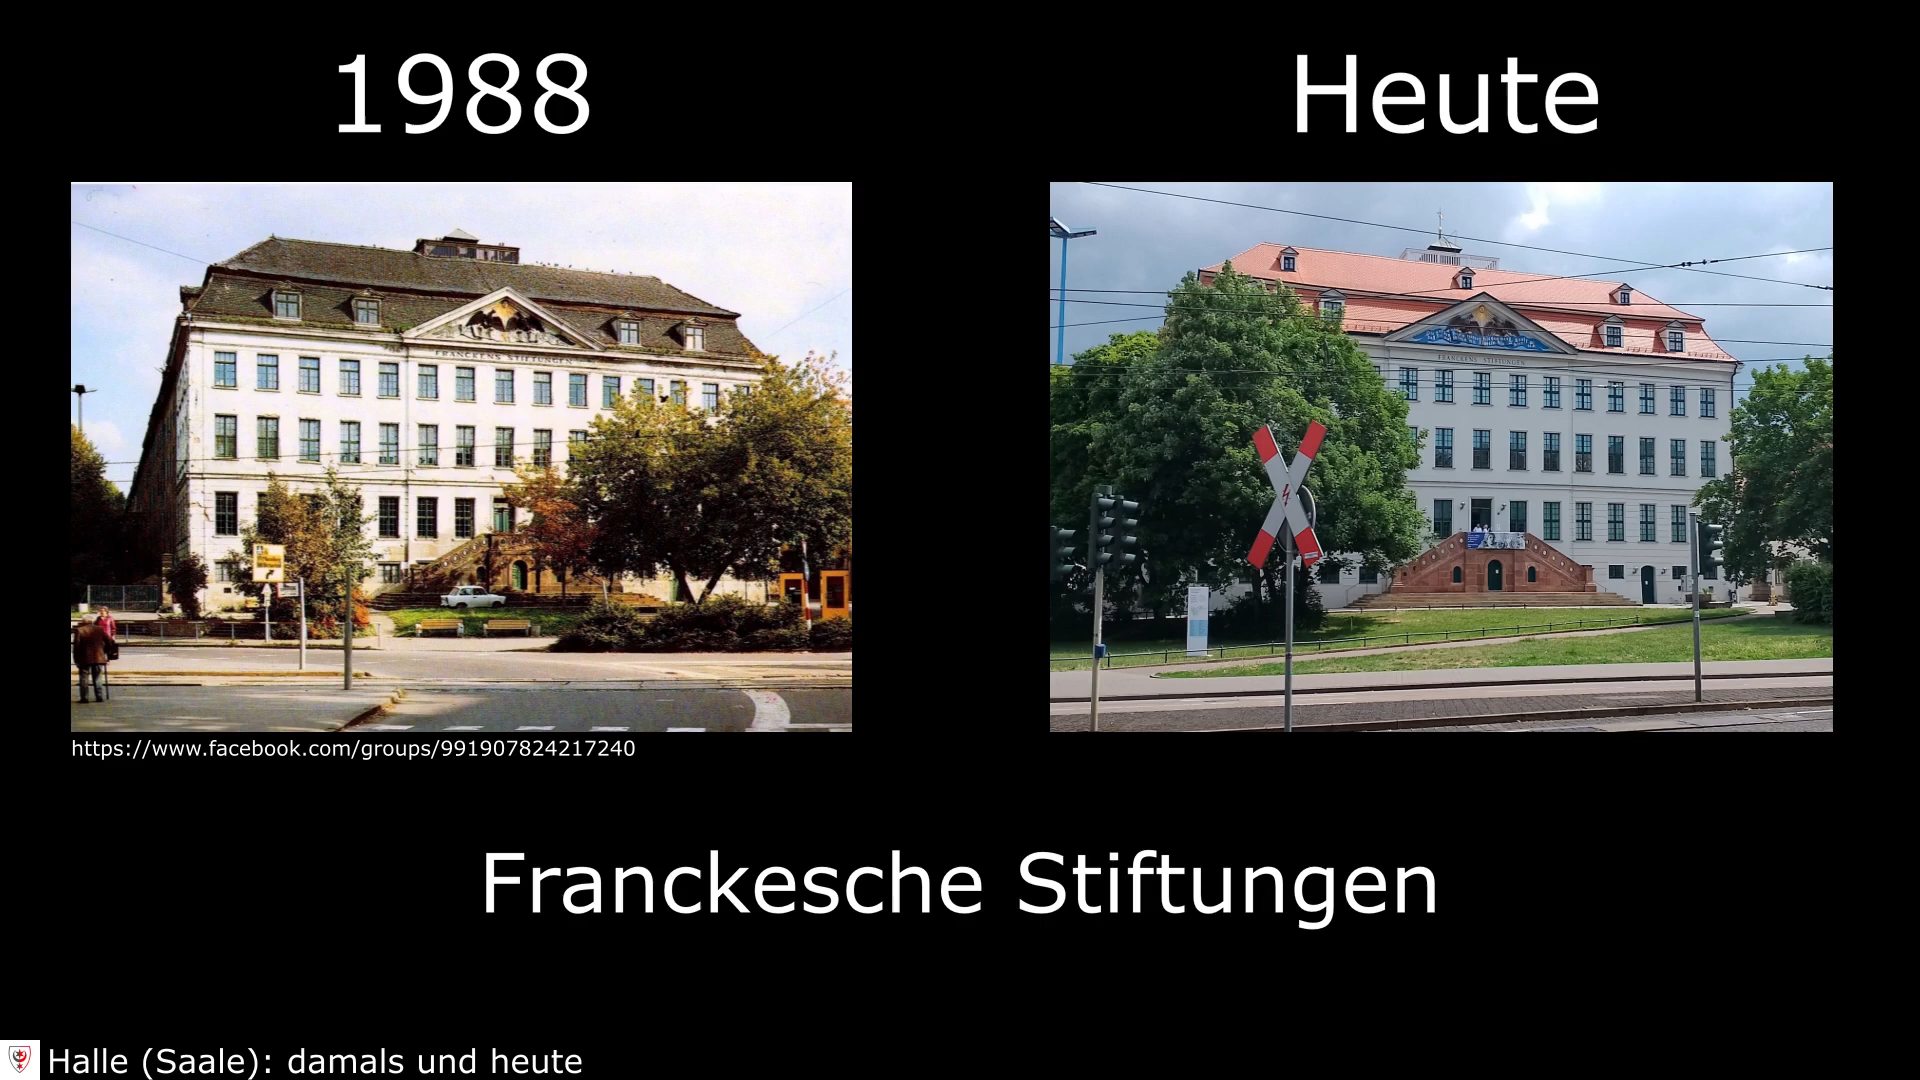 1988
Heute
FRANCKENS STIFTUNGEN
FRANCKENS STIFTUNGEN
https://www.facebook.com/groups/991907824217240
Franckesche Stiftungen
Halle (Saale): damals und heute